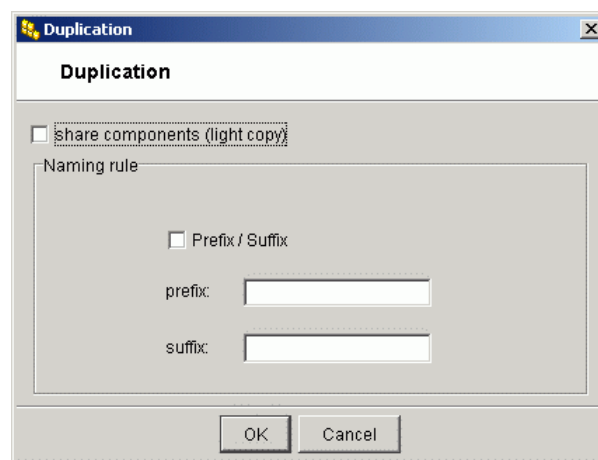 Duplication
Duplication
share components (light copy)
Naming rule
Prefix / Suffix
prefix:
suffix:
OK
Cancel